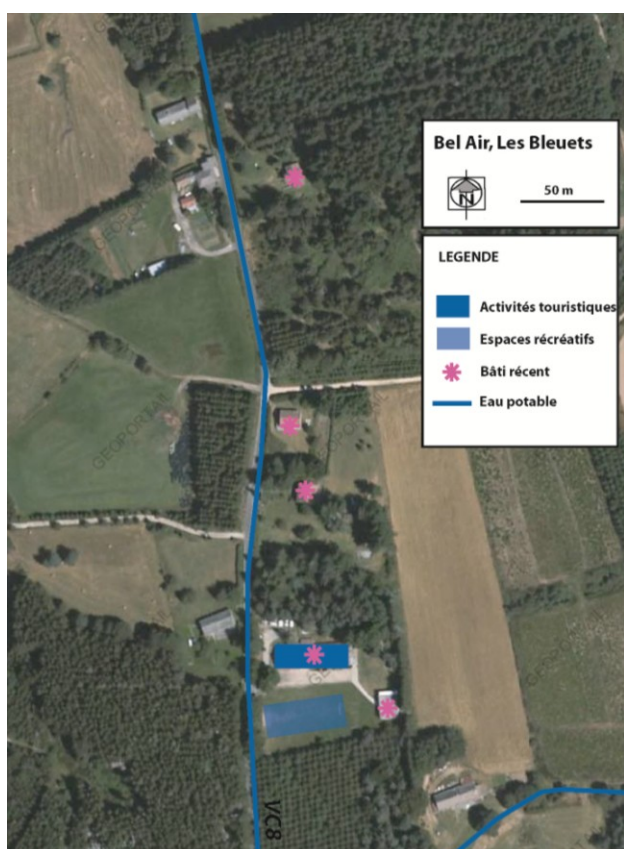 Bel Air, Les Bleuets
N
50 m
LEGENDE
Activités touristiques
Espaces récréatifs
Bâti récent
Eau potable
GEOPORTAIL
VC8